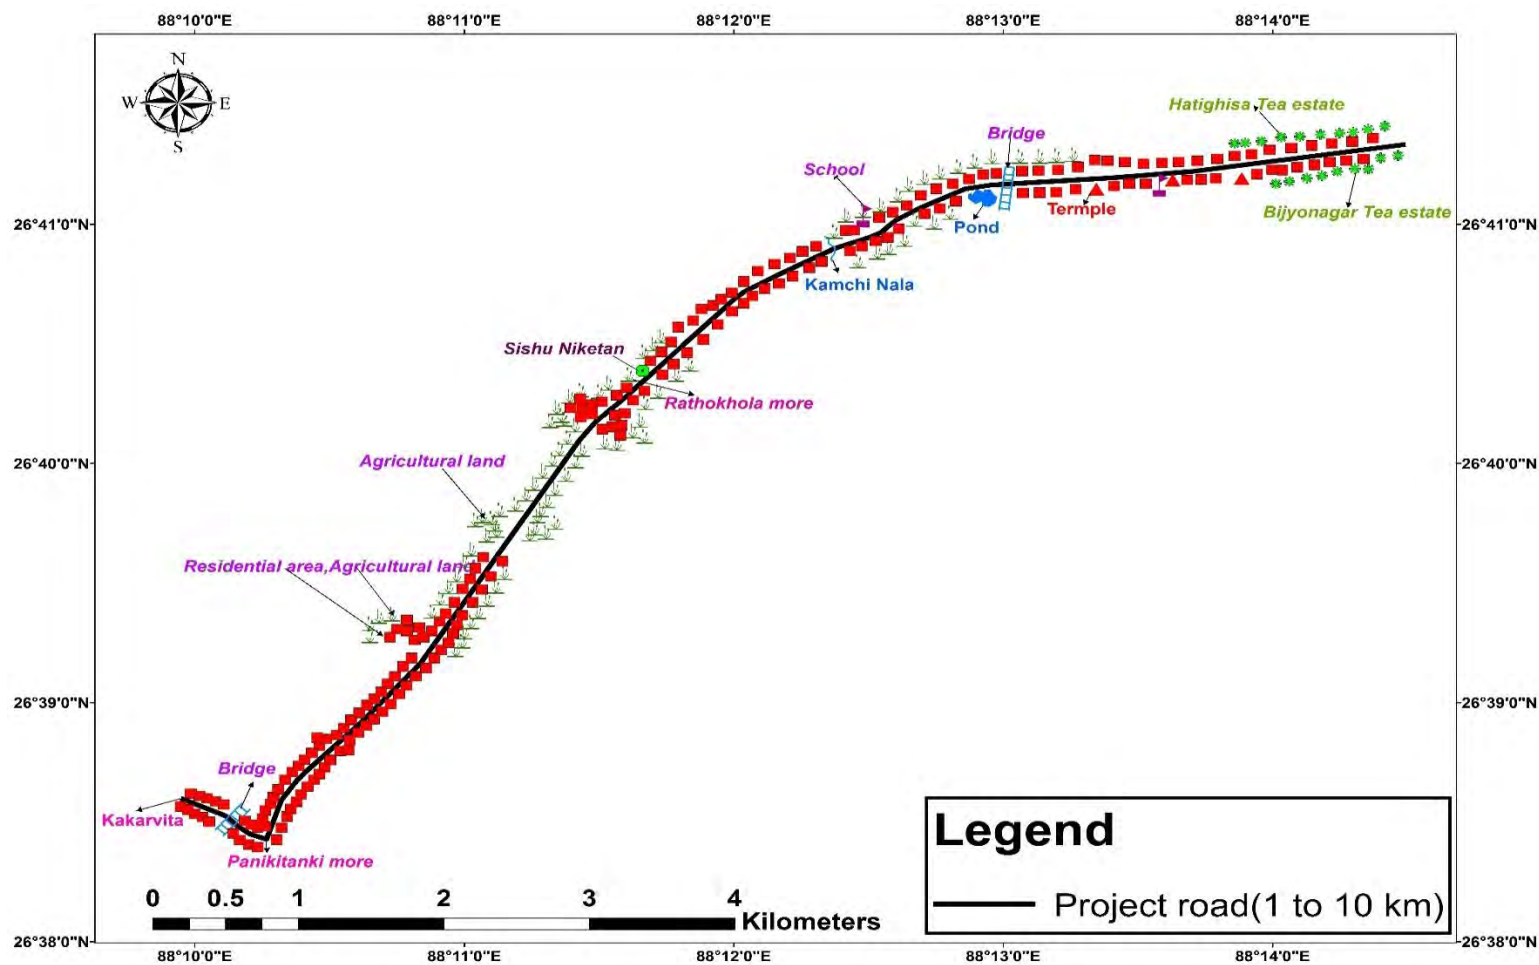 88°10'0"E 88°11'0"E 88°12'0"E 88°13'0"E 88°14'0"E
N
W E
S
Hatighisa Tea estate
Bridge
School
26°41'0"N 26°41'0"N
Termple
Bijyonagar Tea estate
Pond
Kamchi Nala
Sishu Niketan
Rathokhola more
26°40'0"N 26°40'0"N
Agricultural land
Residential area,Agricultural land
26°39'0"N 26°39'0"N
Bridge
Kakarvita
Panikitanki more
Legend
Project road(1 to 10 km)
0 0.5 1 2 3 4
Kilometers
26°38'0"N 26°38'0"N
88°10'0"E 88°11'0"E 88°12'0"E 88°13'0"E 88°14'0"E